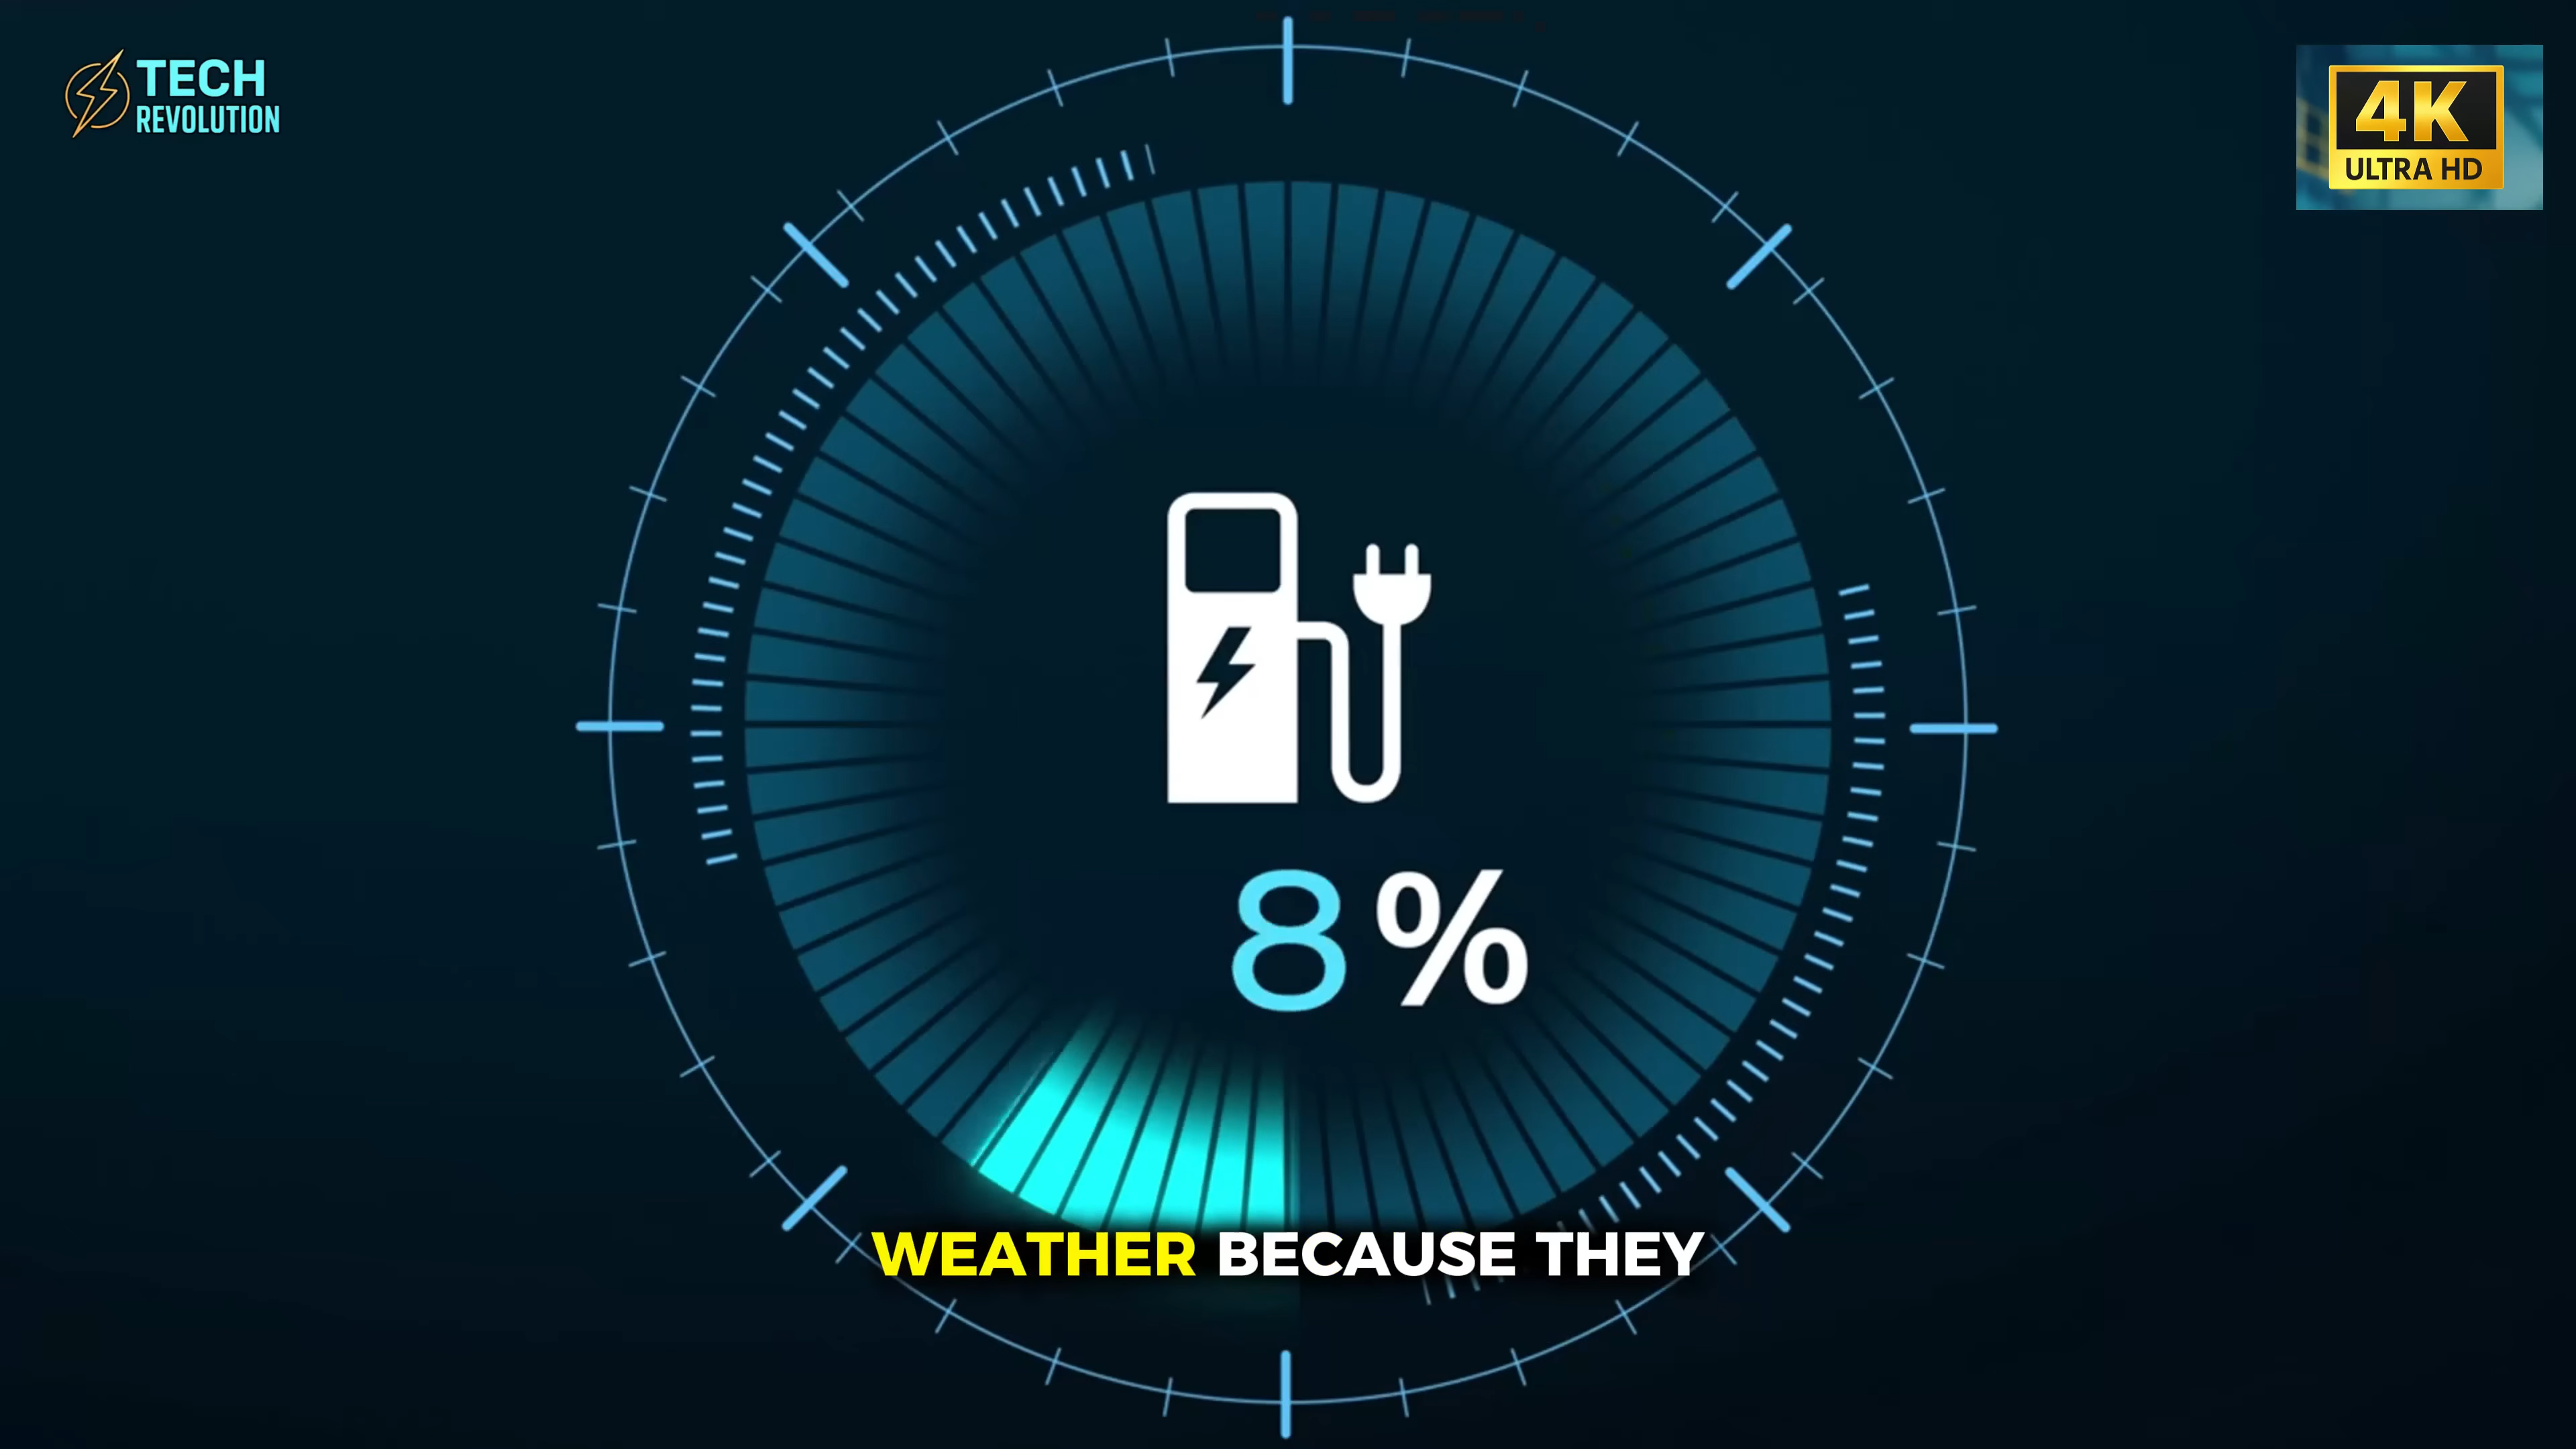 TECH
REVOLUTION
4K
ULTRA HD
8%
WEATHER BECAUSE THEY